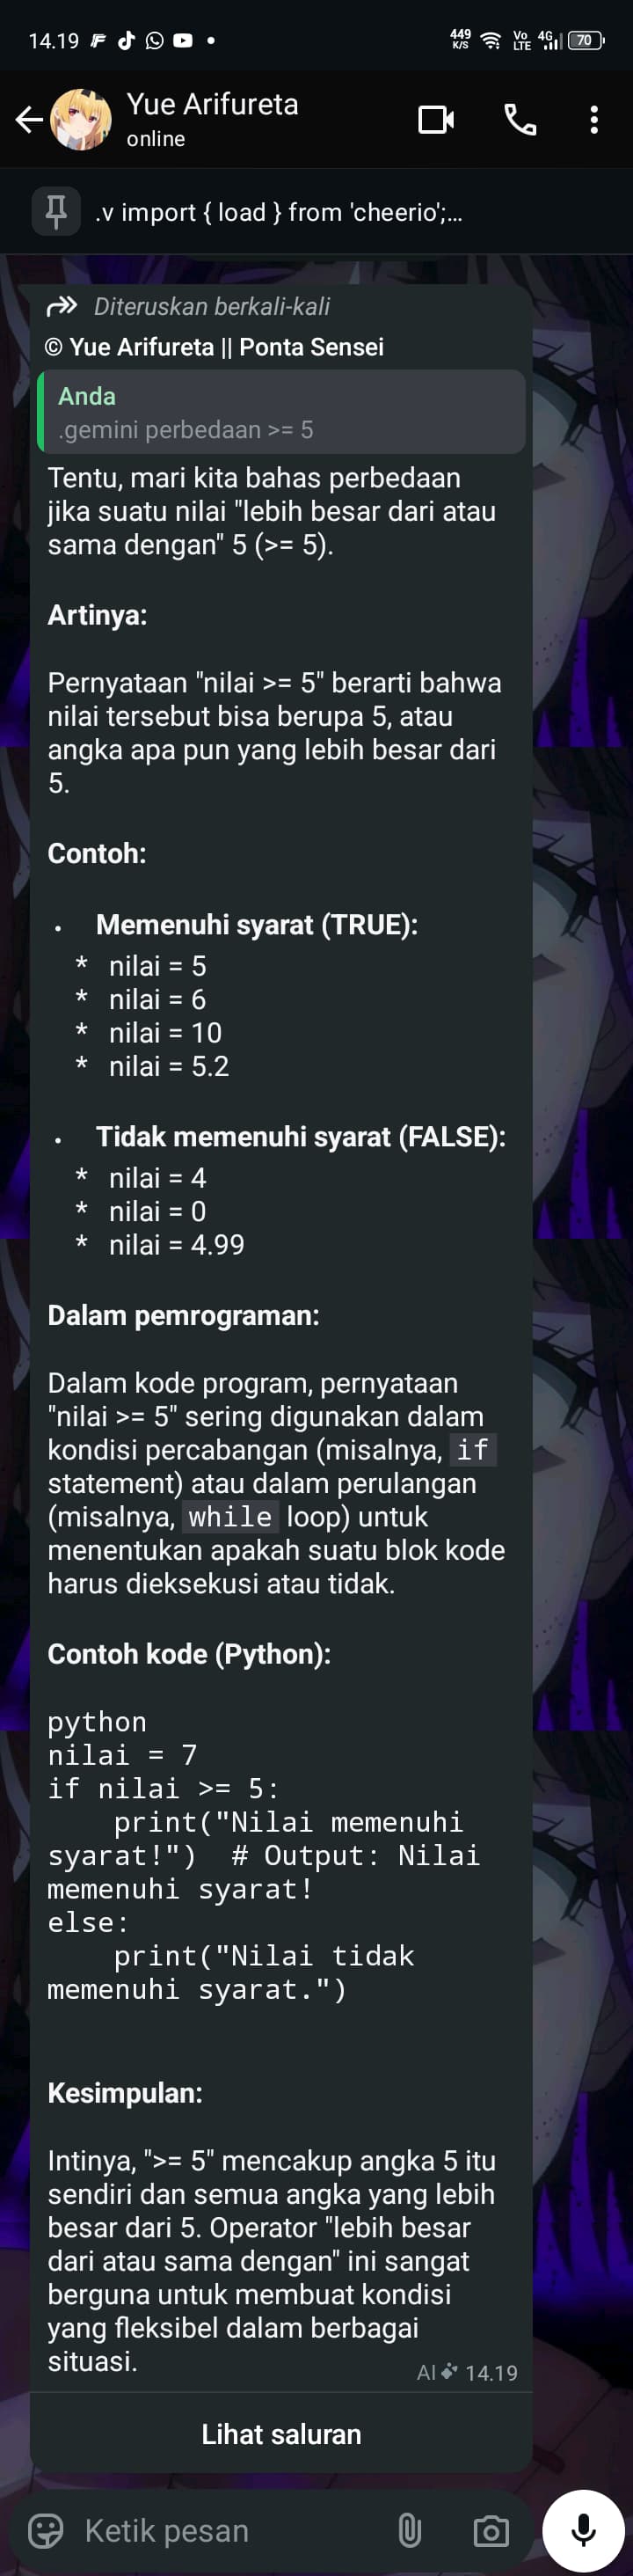 14.19
449 K/S Vo LTE 4G 70
Yue Arifureta
online
.v import { load } from 'cheerio';...
Diteruskan berkali-kali
© Yue Arifureta || Ponta Sensei
Anda
.gemini perbedaan >= 5
Tentu, mari kita bahas perbedaan
jika suatu nilai "lebih besar dari atau
sama dengan" 5 (>= 5).
Artinya:
Pernyataan "nilai >= 5" berarti bahwa
nilai tersebut bisa berupa 5, atau
angka apa pun yang lebih besar dari
5.
Contoh:
• Memenuhi syarat (TRUE):
* nilai = 5
* nilai = 6
* nilai = 10
* nilai = 5.2
• Tidak memenuhi syarat (FALSE):
* nilai = 4
* nilai = 0
* nilai = 4.99
Dalam pemrograman:
Dalam kode program, pernyataan
"nilai >= 5" sering digunakan dalam
kondisi percabangan (misalnya, if
statement) atau dalam perulangan
(misalnya, while loop) untuk
menentukan apakah suatu blok kode
harus dieksekusi atau tidak.
Contoh kode (Python):
python
nilai = 7
if nilai >= 5:
    print("Nilai memenuhi
syarat!")  # Output: Nilai
memenuhi syarat!
else:
    print("Nilai tidak
memenuhi syarat.")
Kesimpulan:
Intinya, ">= 5" mencakup angka 5 itu
sendiri dan semua angka yang lebih
besar dari 5. Operator "lebih besar
dari atau sama dengan" ini sangat
berguna untuk membuat kondisi
yang fleksibel dalam berbagai
situasi.
AI 14.19
Lihat saluran
Ketik pesan